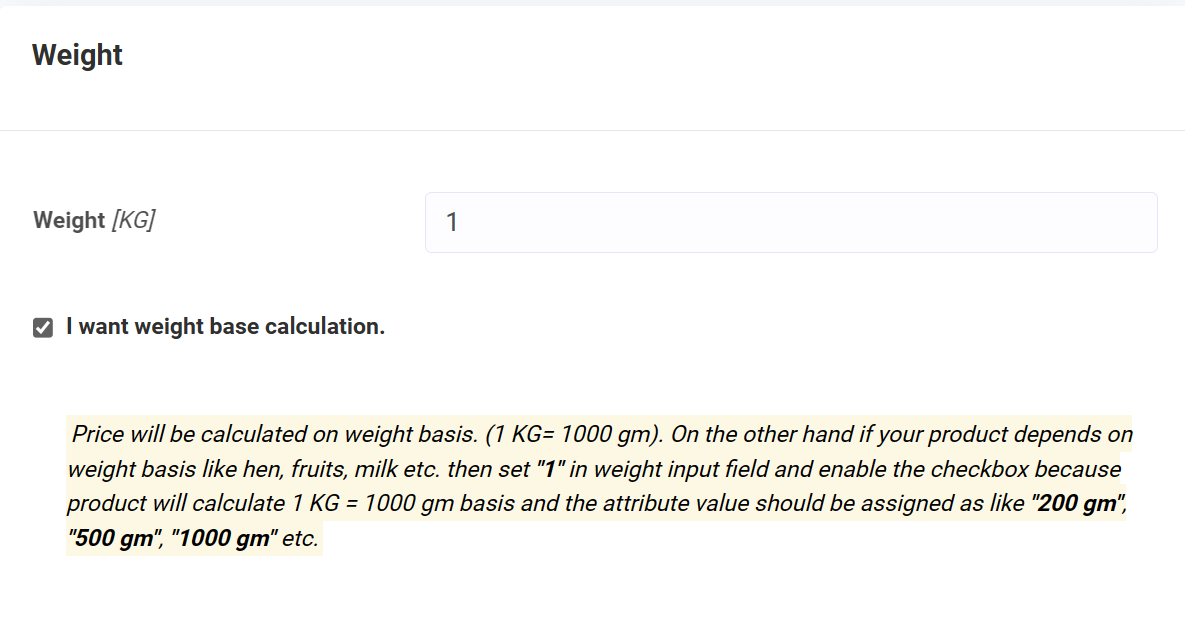 Weight
Weight [KG]
1
I want weight base calculation.
Price will be calculated on weight basis. (1 KG= 1000 gm). On the other hand if your product depends on
weight basis like hen, fruits, milk etc. then set "1" in weight input field and enable the checkbox because
product will calculate 1 KG = 1000 gm basis and the attribute value should be assigned as like "200 gm",
"500 gm", "1000 gm" etc.